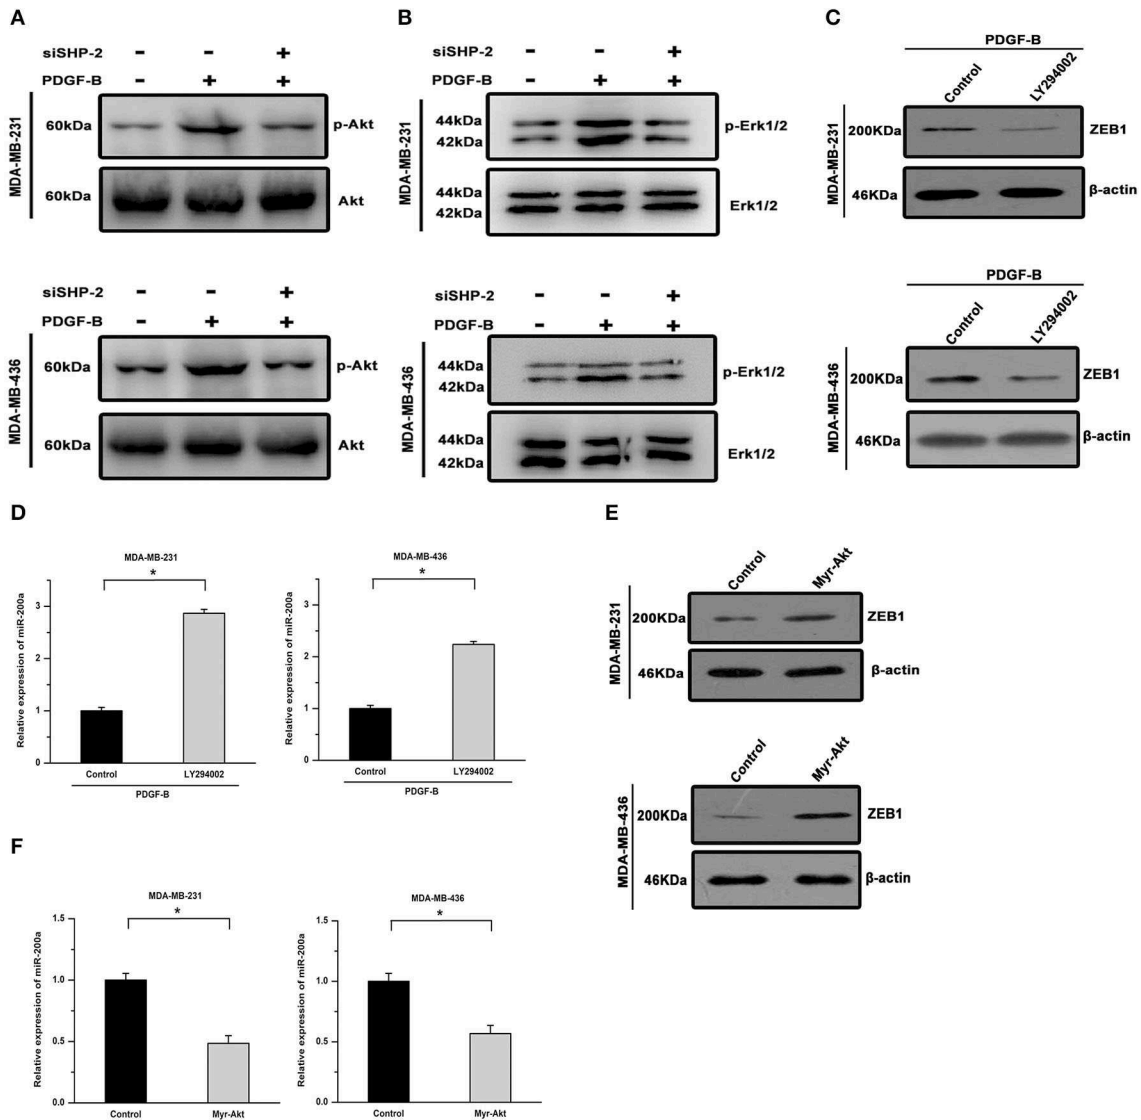 A
siSHP-2 - - +
PDGF-B - + +
MDA-MB-231
60kDa p-Akt
60kDa Akt
siSHP-2 - - +
PDGF-B - + +
MDA-MB-436
60kDa p-Akt
60kDa Akt
B
siSHP-2 - - +
PDGF-B - + +
MDA-MB-231
44kDa
42kDa
p-Erk1/2
44kDa
42kDa
Erk1/2
siSHP-2 - - +
PDGF-B - + +
MDA-MB-436
44kDa
42kDa
p-Erk1/2
44kDa
42kDa
Erk1/2
C
PDGF-B
Control LY294002
MDA-MB-231
200KDa ZEB1
46KDa β-actin
PDGF-B
Control LY294002
MDA-MB-436
200KDa ZEB1
46KDa β-actin
D
MDA-MB-231
*
Relative expression of miR-200a
3
2
1
0
Control LY294002
PDGF-B
MDA-MB-436
*
Relative expression of miR-200a
3
2
1
0
Control LY294002
PDGF-B
E
Control Myr-Akt
MDA-MB-231
200KDa ZEB1
46KDa β-actin
Control Myr-Akt
MDA-MB-436
200KDa ZEB1
46KDa β-actin
F
MDA-MB-231
*
Relative expression of miR-200a
1.5
1.0
0.5
0.0
Control Myr-Akt
MDA-MB-436
*
Relative expression of miR-200a
1.5
1.0
0.5
0.0
Control Myr-Akt